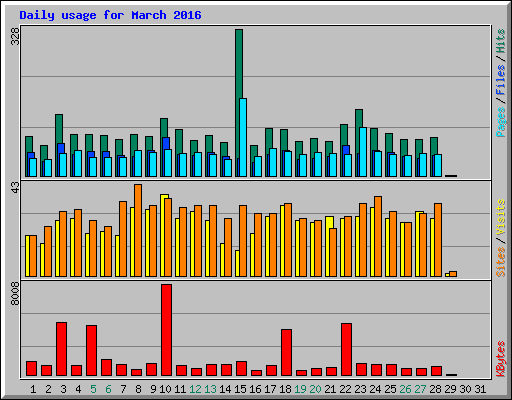 Daily usage for March 2016
328
Pages / Files / Hits
43
Sites / Visits
8008
KBytes
1 2 3 4 5 6 7 8 9 10 11 12 13 14 15 16 17 18 19 20 21 22 23 24 25 26 27 28 29 30 31